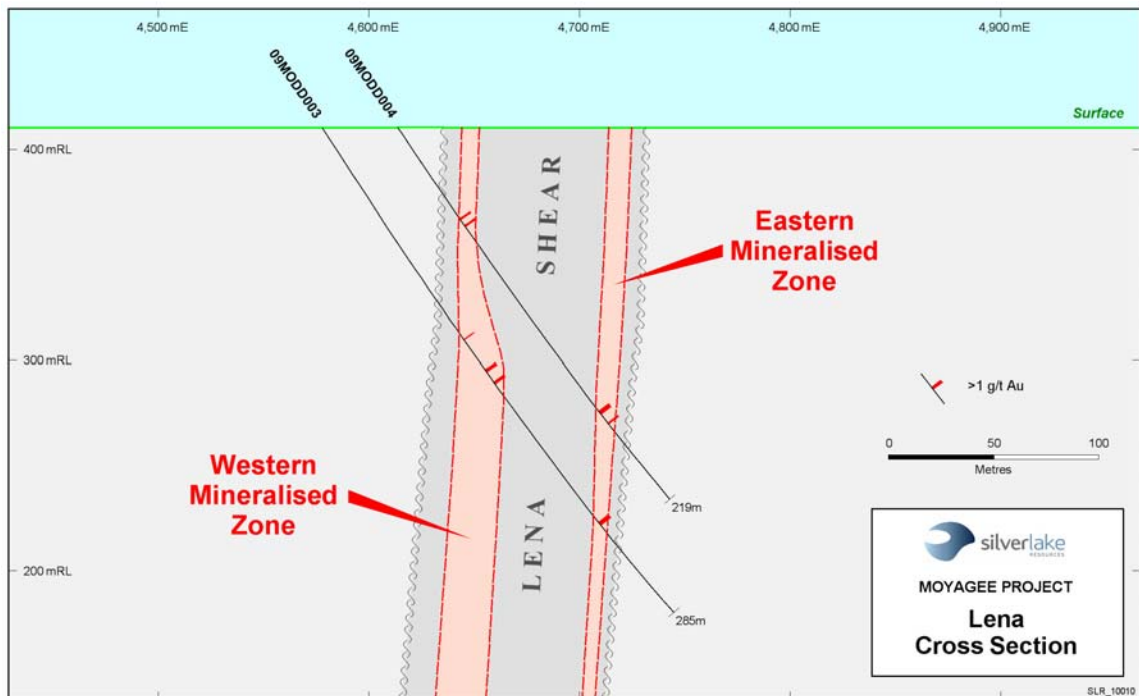 4,500 mE 4,600 mE 4,700 mE 4,800 mE 4,900 mE
09MODD003
09MODD004
Surface
400 mRL
SHEAR
Eastern
Mineralised
Zone
300 mRL
>1 g/t Au
0 50 100
Metres
Western
Mineralised
Zone
LENA
219m
200 mRL
285m
silverlake
RESOURCES
MOYAGEE PROJECT
Lena
Cross Section
SLR_10010